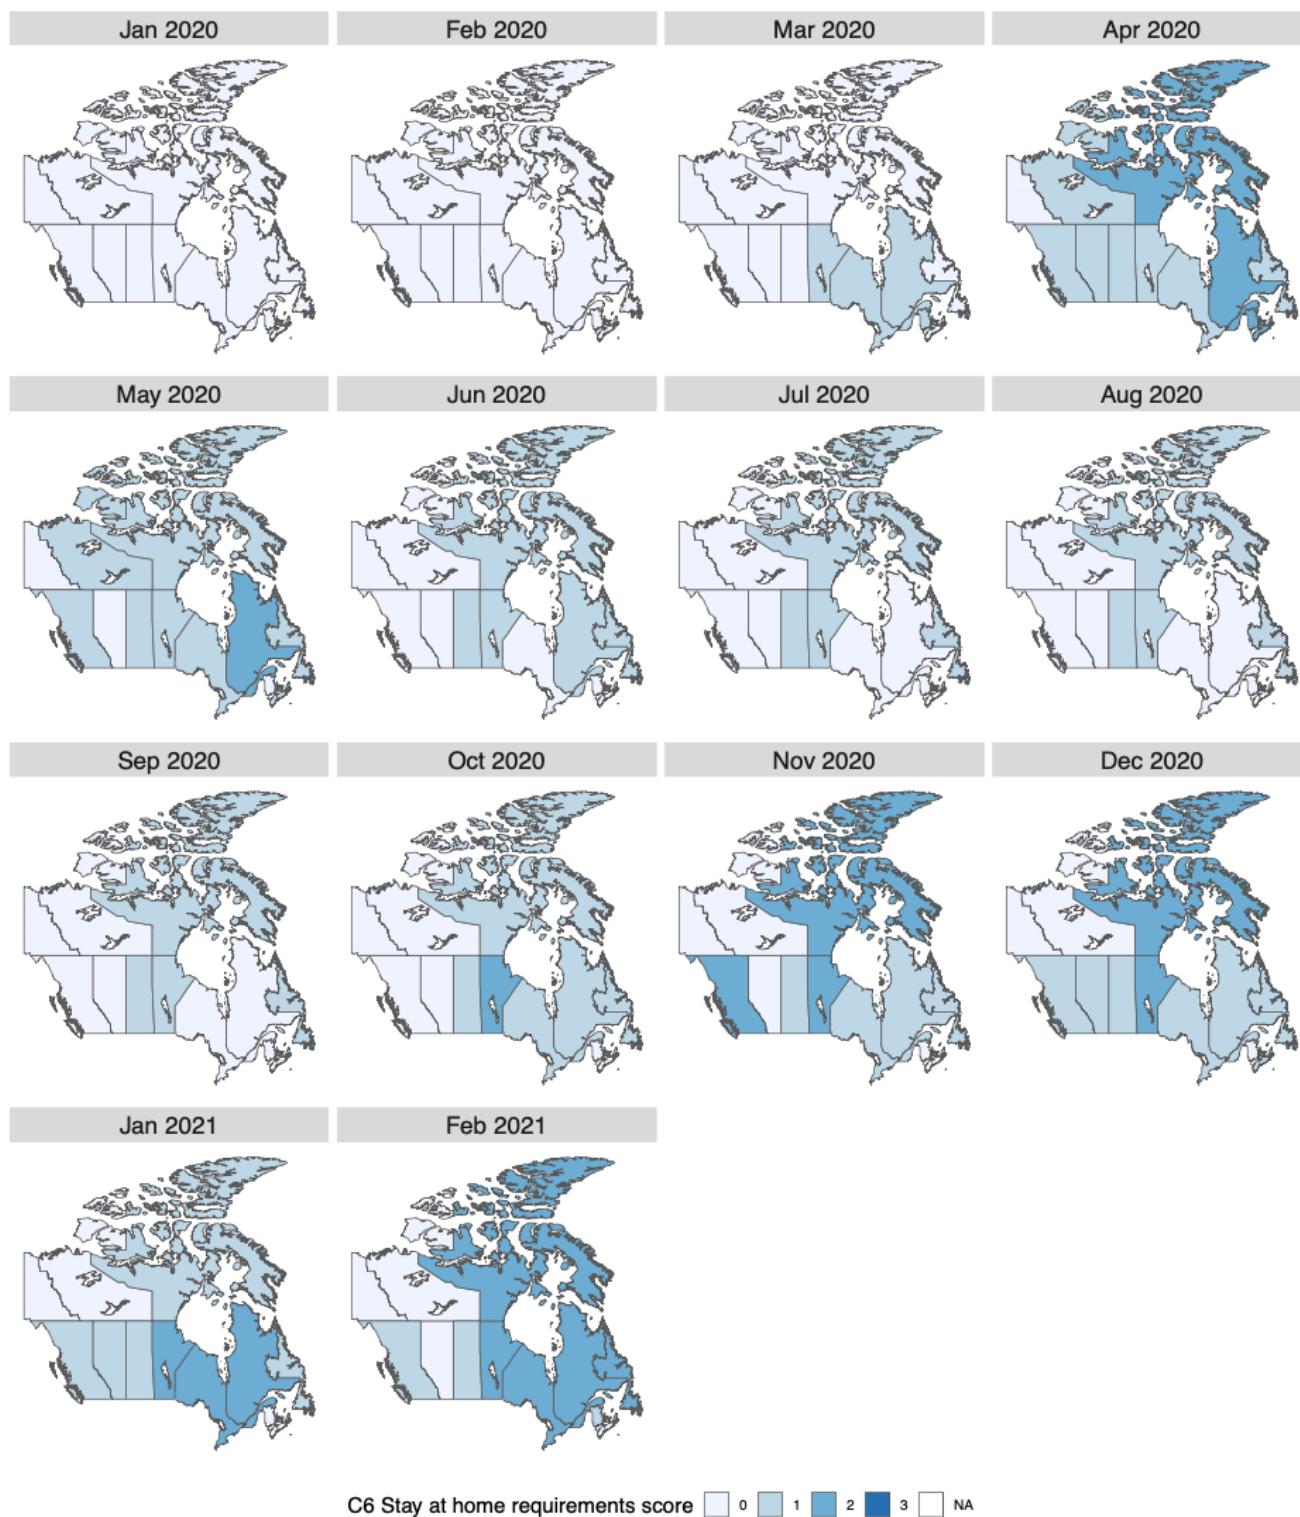 Jan 2020 Feb 2020 Mar 2020 Apr 2020
May 2020 Jun 2020 Jul 2020 Aug 2020
Sep 2020 Oct 2020 Nov 2020 Dec 2020
Jan 2021 Feb 2021
C6 Stay at home requirements score 0 1 2 3 NA